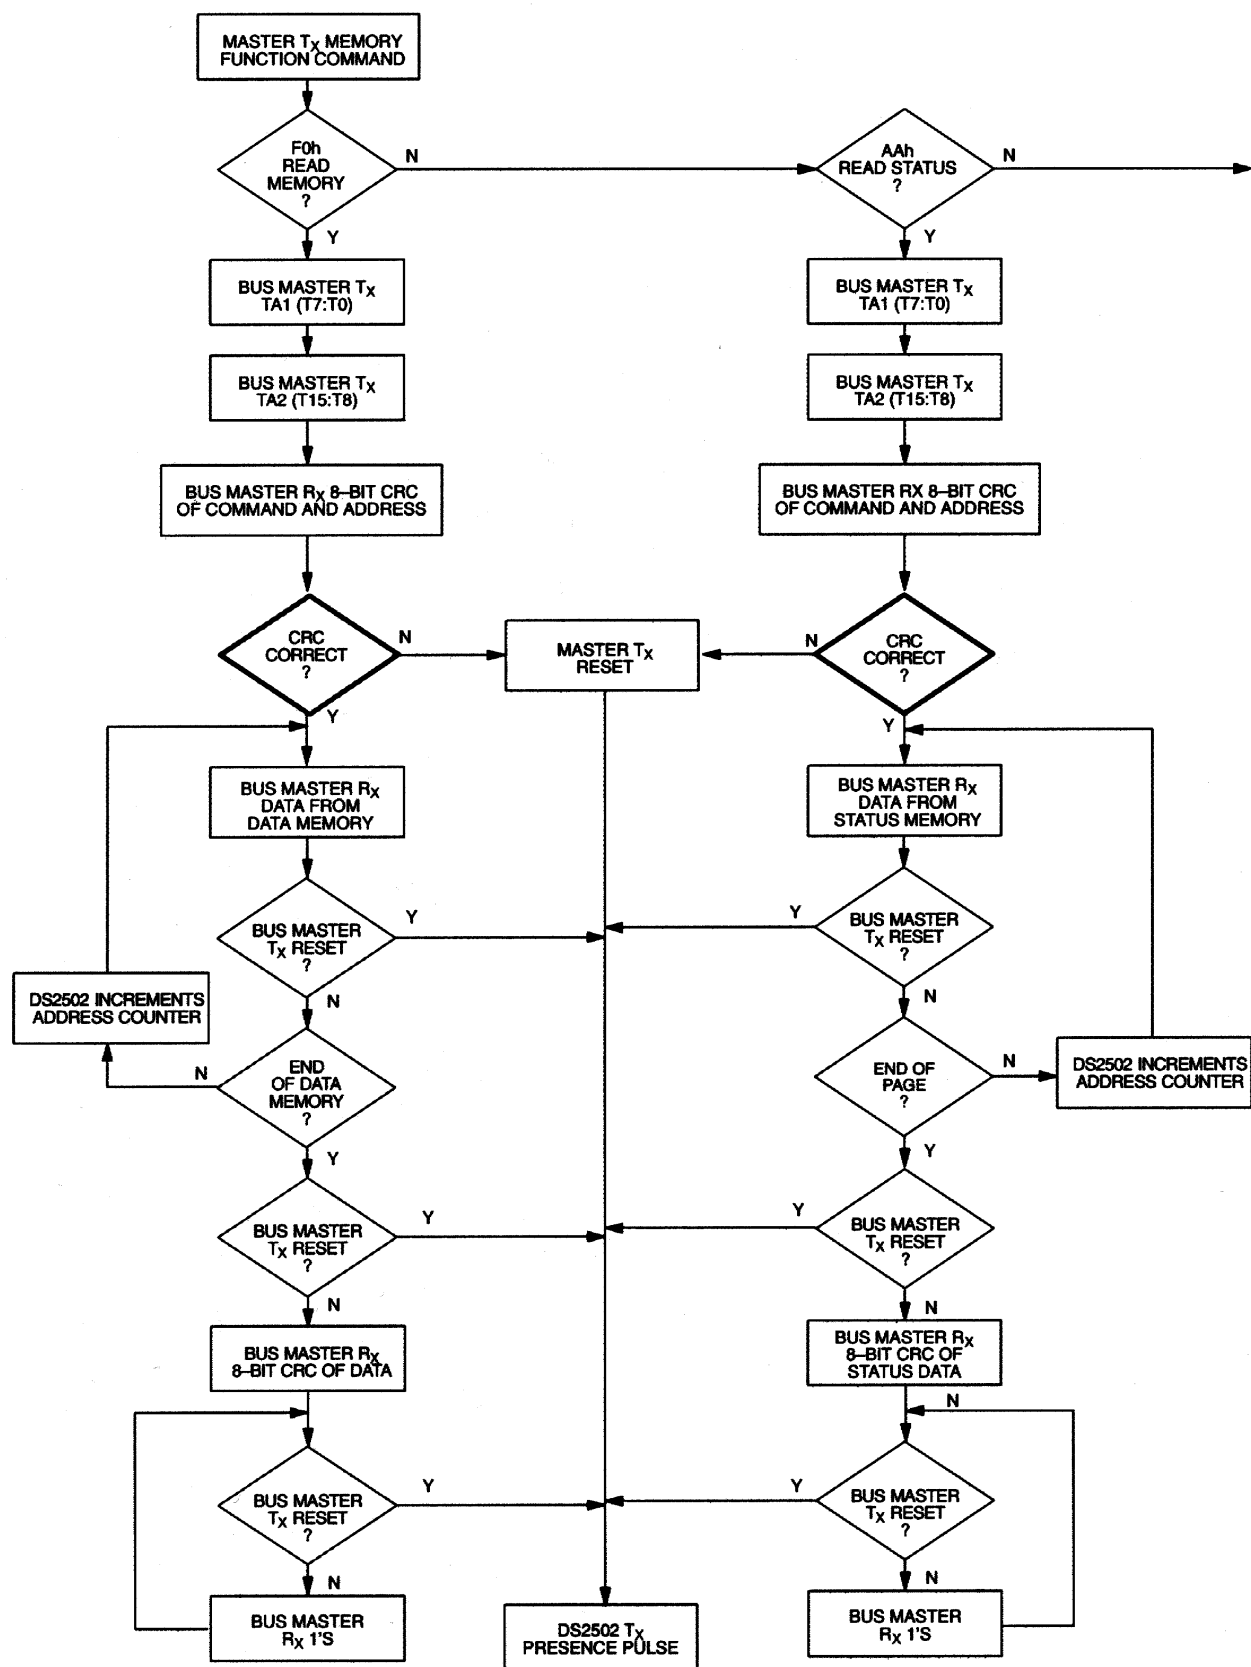 MASTER TX MEMORY
FUNCTION COMMAND
F0h
READ
MEMORY
?
N
Y
AAh
READ STATUS
?
N
Y
BUS MASTER TX
TA1 (T7:T0)
BUS MASTER TX
TA1 (T7:T0)
BUS MASTER TX
TA2 (T15:T8)
BUS MASTER TX
TA2 (T15:T8)
BUS MASTER RX 8–BIT CRC
OF COMMAND AND ADDRESS
BUS MASTER RX 8–BIT CRC
OF COMMAND AND ADDRESS
CRC
CORRECT
?
N
Y
MASTER TX
RESET
N
CRC
CORRECT
?
Y
BUS MASTER RX
DATA FROM
DATA MEMORY
BUS MASTER RX
DATA FROM
STATUS MEMORY
BUS MASTER
TX RESET
?
Y
N
Y
BUS MASTER
TX RESET
?
N
DS2502 INCREMENTS
ADDRESS COUNTER
N
END
OF DATA
MEMORY
?
Y
END OF
PAGE
?
N
Y
DS2502 INCREMENTS
ADDRESS COUNTER
BUS MASTER
TX RESET
?
Y
N
Y
BUS MASTER
TX RESET
?
N
BUS MASTER RX
8–BIT CRC OF DATA
BUS MASTER RX
8–BIT CRC OF
STATUS DATA
N
BUS MASTER
TX RESET
?
Y
N
Y
BUS MASTER
TX RESET
?
N
BUS MASTER
RX 1'S
DS2502 TX
PRESENCE PULSE
BUS MASTER
RX 1'S